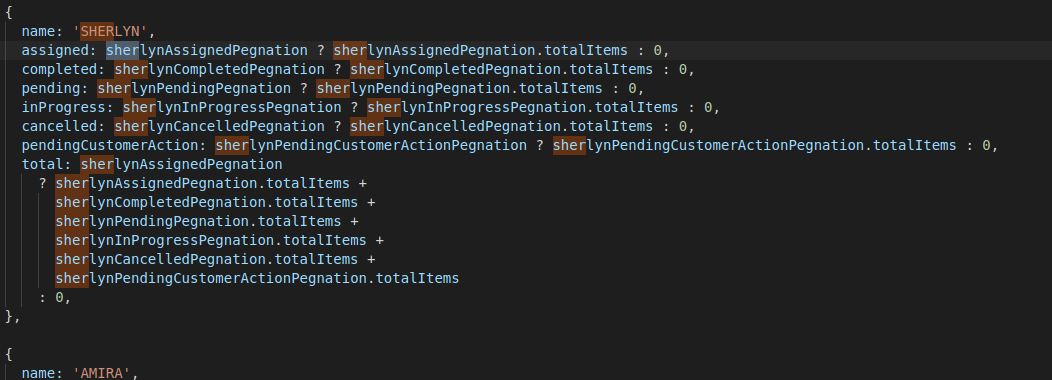 {
name: 'SHERLYN',
assigned: sherlynAssignedPegnation ? sherlynAssignedPegnation.totalItems : 0,
completed: sherlynCompletedPegnation ? sherlynCompletedPegnation.totalItems : 0,
pending: sherlynPendingPegnation ? sherlynPendingPegnation.totalItems : 0,
inProgress: sherlynInProgressPegnation ? sherlynInProgressPegnation.totalItems : 0,
cancelled: sherlynCancelledPegnation ? sherlynCancelledPegnation.totalItems : 0,
pendingCustomerAction: sherlynPendingCustomerActionPegnation ? sherlynPendingCustomerActionPegnation.totalItems : 0,
total: sherlynAssignedPegnation
? sherlynAssignedPegnation.totalItems +
sherlynCompletedPegnation.totalItems +
sherlynPendingPegnation.totalItems +
sherlynInProgressPegnation.totalItems +
sherlynCancelledPegnation.totalItems +
sherlynPendingCustomerActionPegnation.totalItems
: 0,
},
{
name: 'AMIRA',